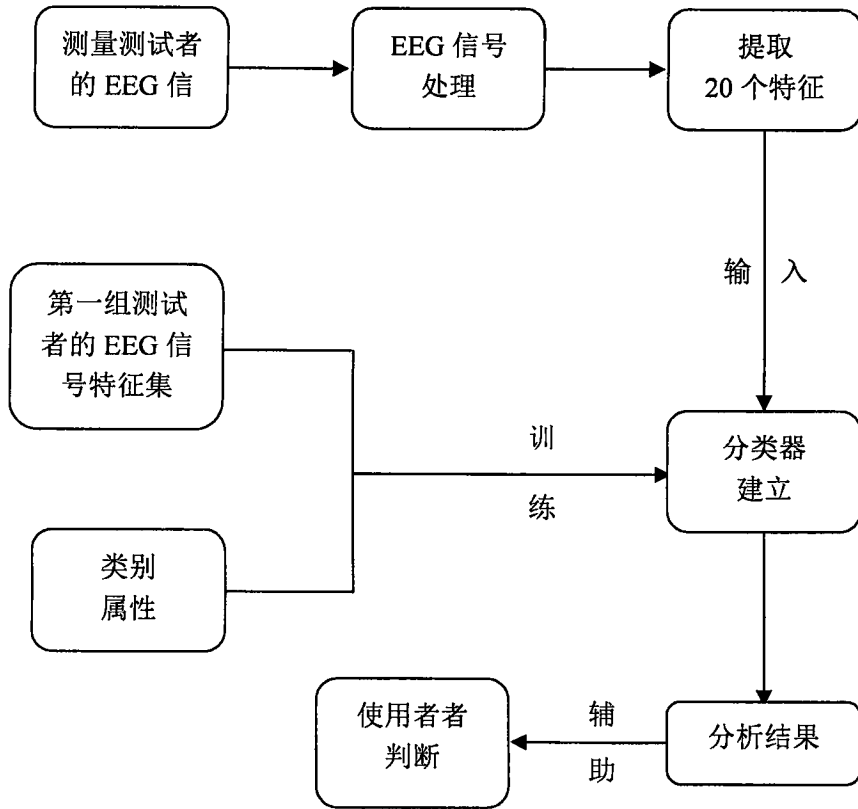 测量测试者
的 EEG 信
EEG 信号
处理
提取
20 个特征
输 入
第一组测试
者的 EEG 信
号特征集
训
练
分类器
建立
类别
属性
使用者者
判断
辅
助
分析结果